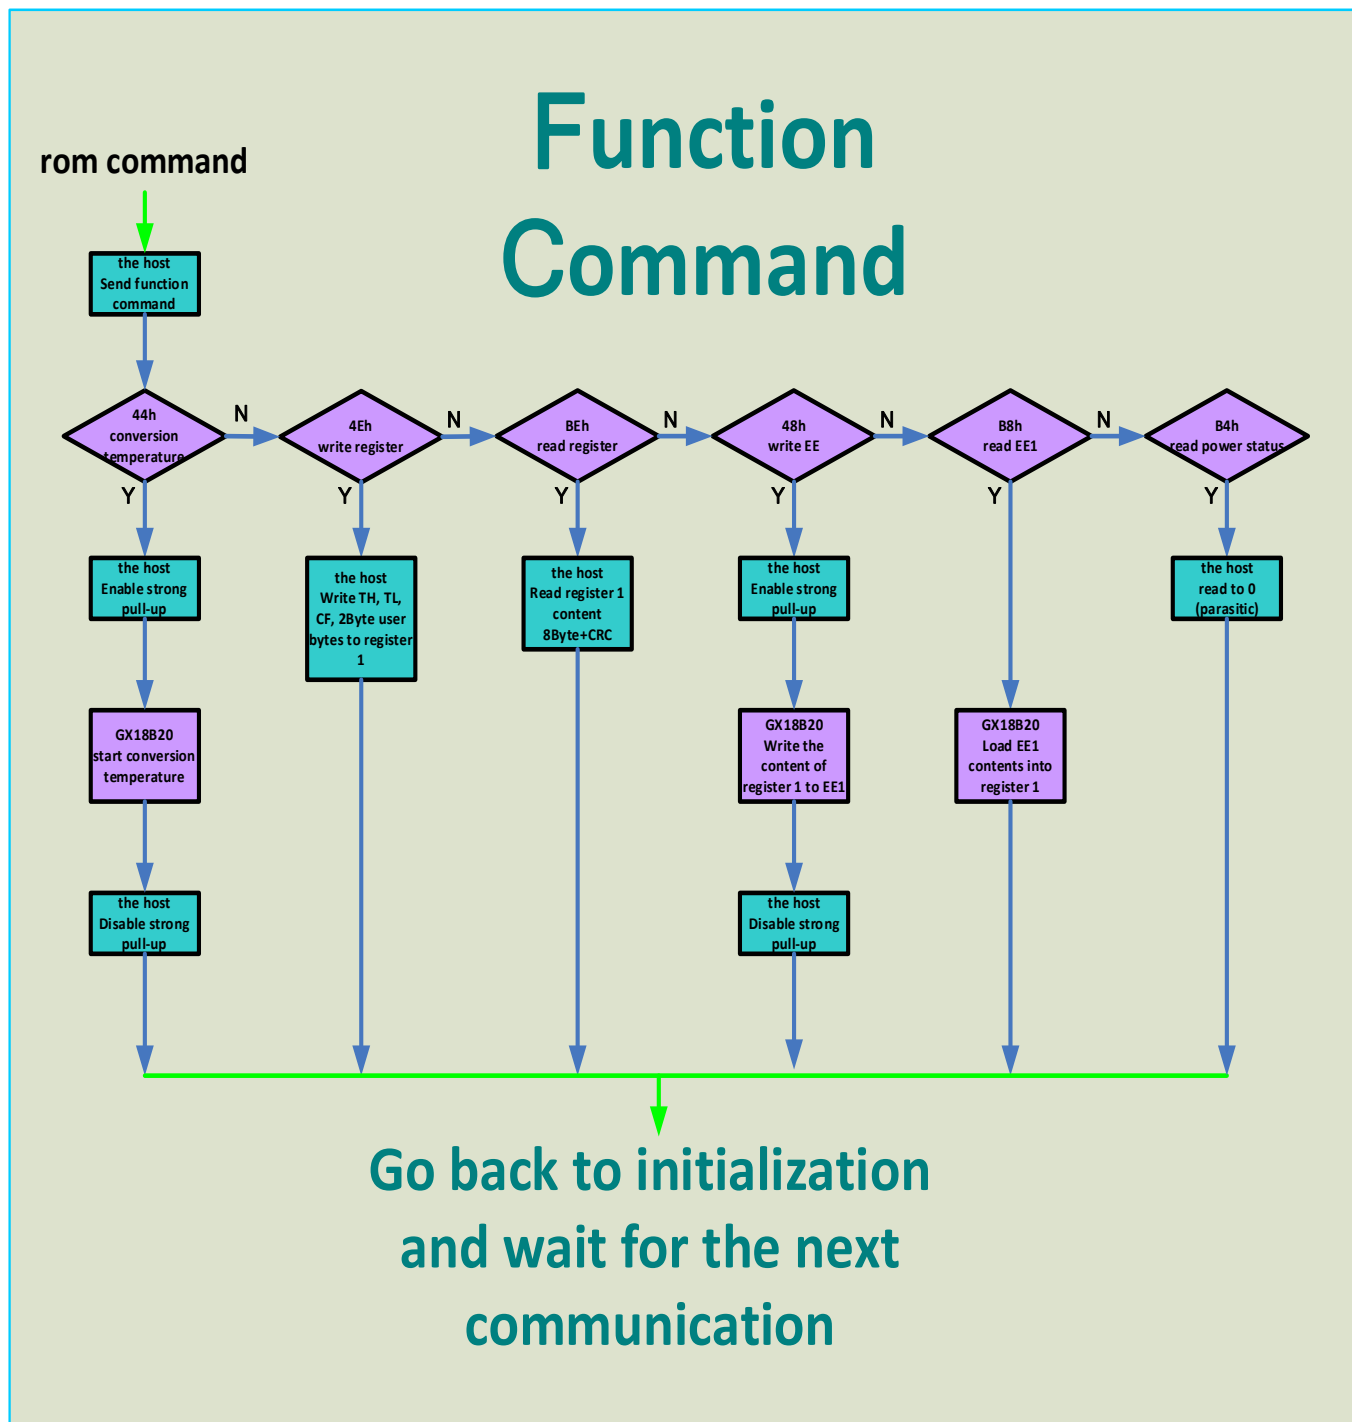 Function
Command
rom command
the host
Send function
command
44h
conversion
temperature
N
4Eh
write register
N
BEh
read register
N
48h
write EE
N
B8h
read EE1
N
B4h
read power status
Y
Y
Y
Y
Y
Y
the host
Enable strong
pull-up
the host
Write TH, TL,
CF, 2Byte user
bytes to register
1
the host
Read register 1
content
8Byte+CRC
the host
Enable strong
pull-up
the host
read to 0
(parasitic)
GX18B20
start conversion
temperature
GX18B20
Write the
content of
register 1 to EE1
GX18B20
Load EE1
contents into
register 1
the host
Disable strong
pull-up
the host
Disable strong
pull-up
Go back to initialization
and wait for the next
communication